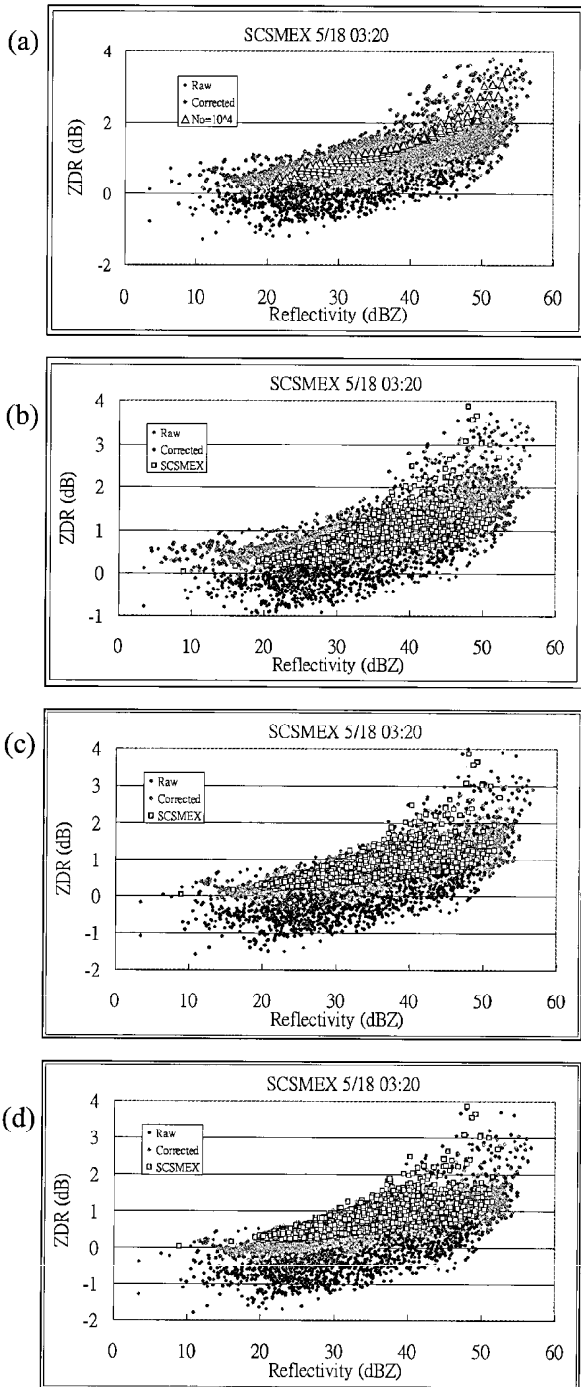 (a)
SCSMEX 5/18 03:20
Raw
Corrected
No=10^4
ZDR (dB)
4
2
0
-2
0 10 20 30 40 50 60
Reflectivity (dBZ)
(b)
SCSMEX 5/18 03:20
Raw
Corrected
SCSMEX
ZDR (dB)
4
3
2
1
0
-1
0 10 20 30 40 50 60
Reflectivity (dBZ)
(c)
SCSMEX 5/18 03:20
Raw
Corrected
SCSMEX
ZDR (dB)
4
3
2
1
0
-1
-2
0 10 20 30 40 50 60
Reflectivity (dBZ)
(d)
SCSMEX 5/18 03:20
Raw
Corrected
SCSMEX
ZDR (dB)
4
3
2
1
0
-1
-2
0 10 20 30 40 50 60
Reflectivity (dBZ)